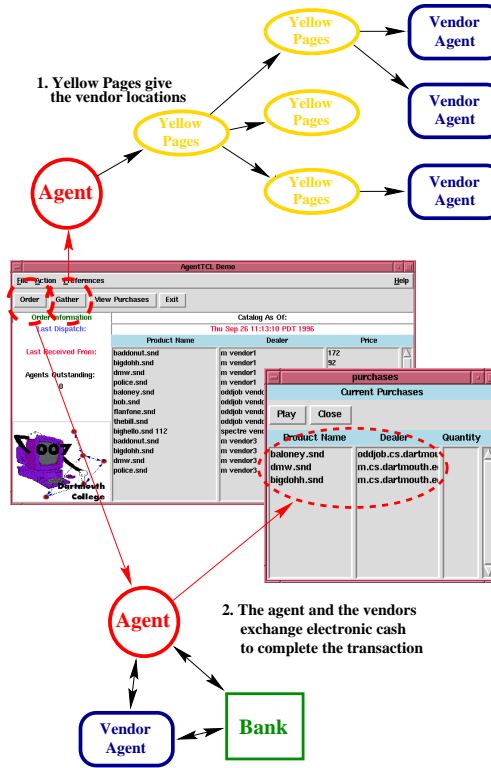 Yellow
Pages
Vendor
Agent
1. Yellow Pages give
the vendor locations
Yellow
Pages
Yellow
Pages
Vendor
Agent
Yellow
Pages
Vendor
Agent
Agent
AgentTCL Demo
File Action Preferences Help
Order Gather View Purchases Exit
Order Information
Catalog As Of:
Last Dispatch:
Thu Sep 26 11:13:10 PDT 1996
Product Name Dealer Price
Last Received From:
baddonut.snd m vendor1 172
bigdohh.snd m vendor1 92
dmw.snd m vendor1
police.snd m vendor1
Agents Outstanding:
0
baloney.snd oddjob vend
bob.snd oddjob vend
flanfone.snd oddjob vend
thebill.snd oddjob vend
bighello.snd 112 spectre vend
baddonut.snd m vendor3
bigdohh.snd m vendor3
dmw.snd m vendor3
police.snd m vendor3
007
Dartmouth
College
purchases
Current Purchases
Play Close
Product Name Dealer Quantity
baloney.snd oddjob.cs.dartmou
dmw.snd m.cs.dartmouth.e
bigdohh.snd m.cs.dartmouth.e
Agent
2. The agent and the vendors
exchange electronic cash
to complete the transaction
Vendor
Agent
Bank